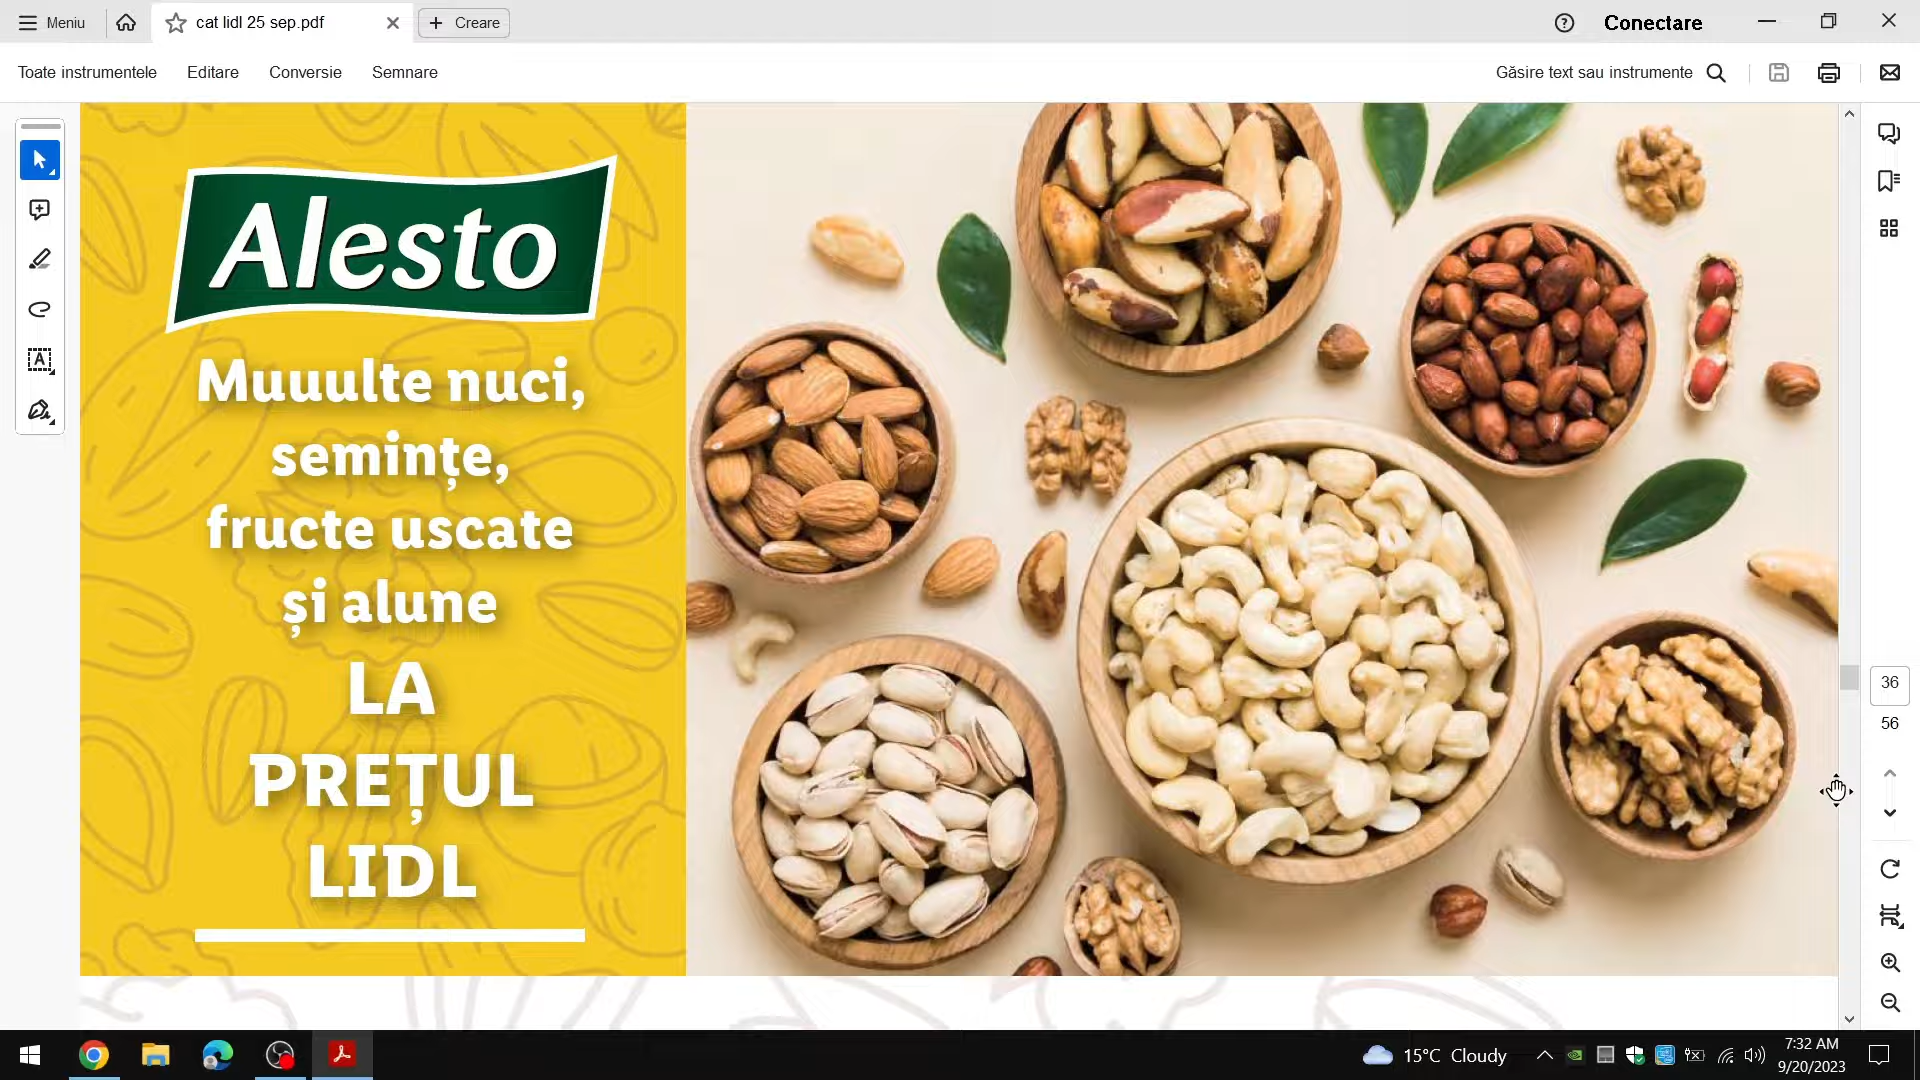 Meniu
cat lidl 25 sep.pdf
Creare
Conectare
Toate instrumentele
Editare
Conversie
Semnare
Găsire text sau instrumente
Alesto
Muuulte nuci,
semințe,
fructe uscate
și alune
LA
PREȚUL
LIDL
36
56
15°C Cloudy
7:32 AM
9/20/2023